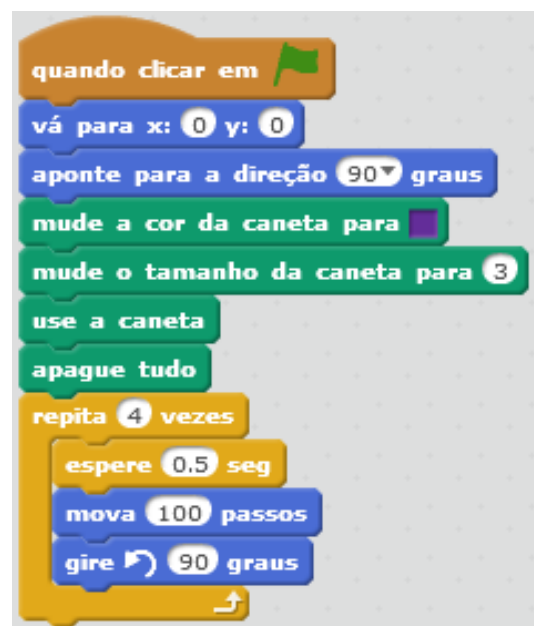 quando clicar em
vá para x: 0 y: 0
aponte para a direção 90 graus
mude a cor da caneta para
mude o tamanho da caneta para 3
use a caneta
apague tudo
repita 4 vezes
espere 0.5 seg
mova 100 passos
gire 90 graus